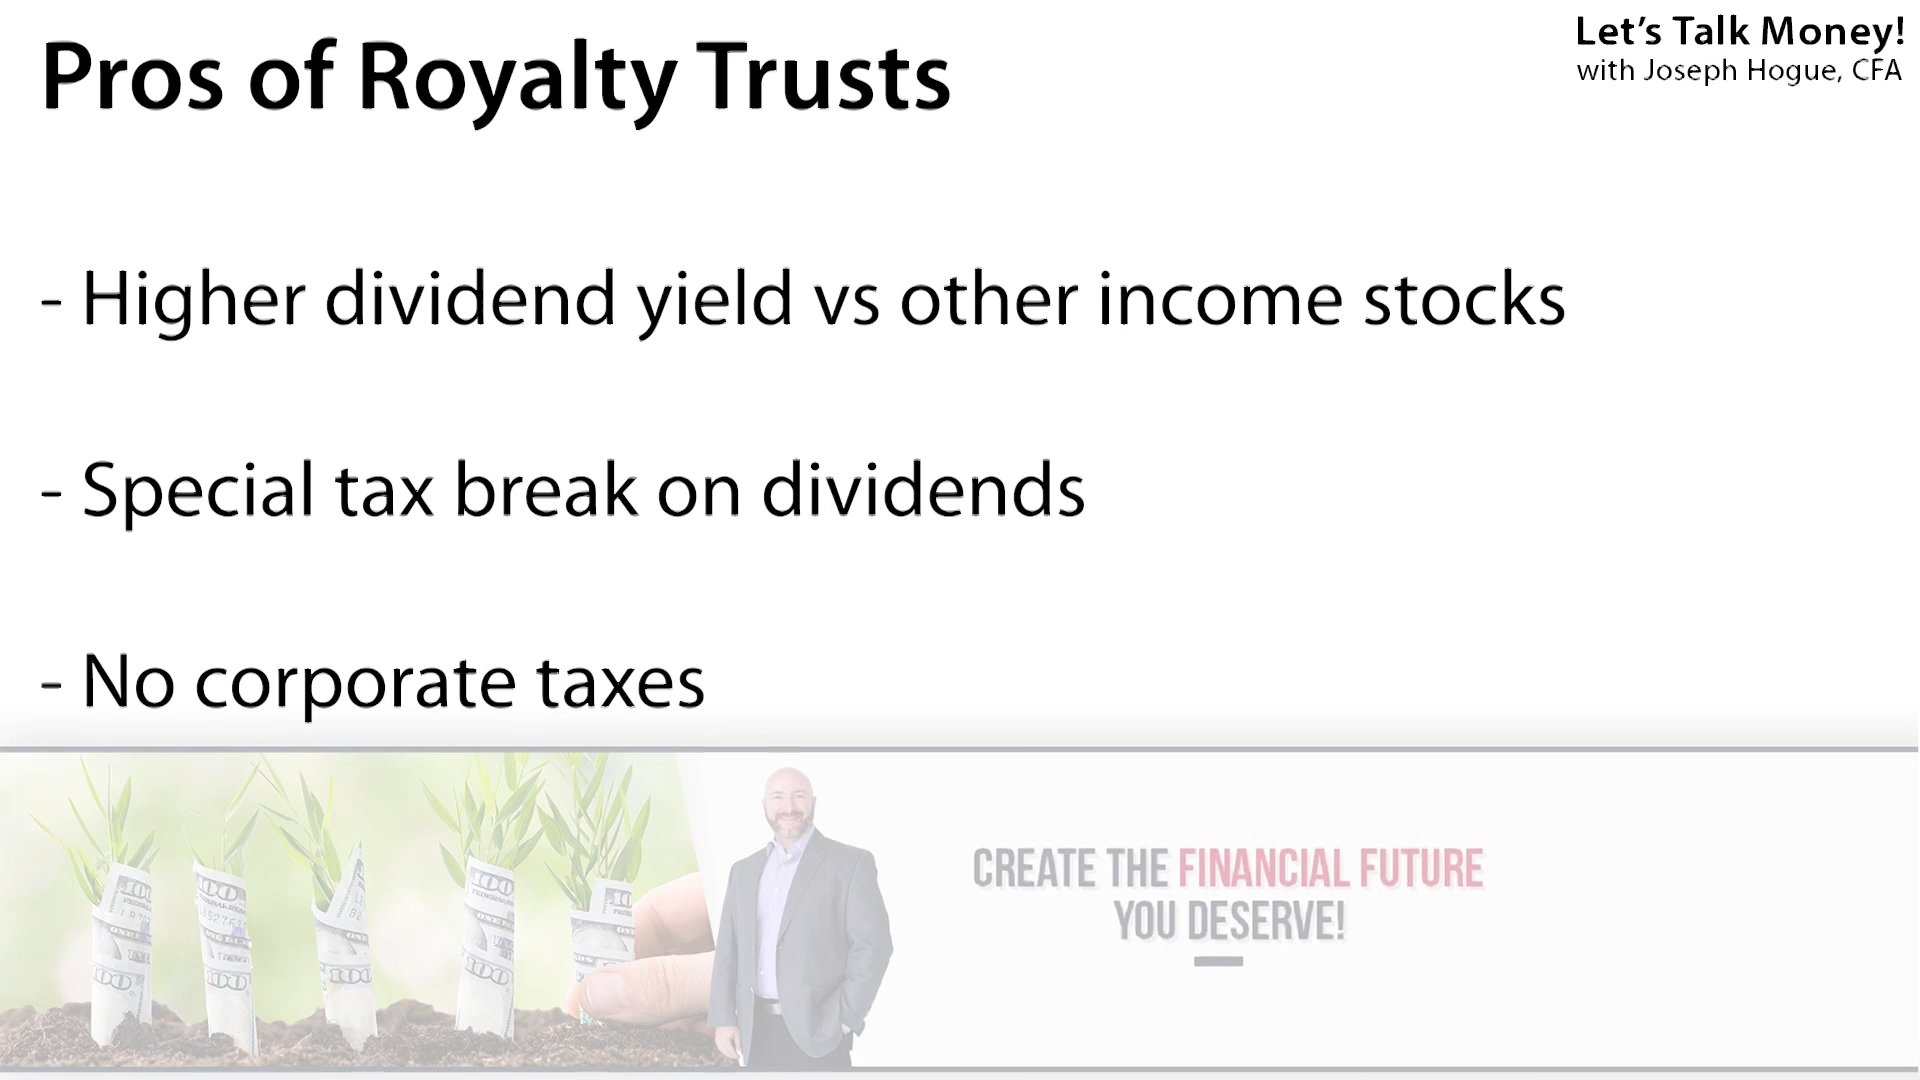 Pros of Royalty Trusts
Let's Talk Money!
with Joseph Hogue, CFA
- Higher dividend yield vs other income stocks
- Special tax break on dividends
- No corporate taxes
CREATE THE FINANCIAL FUTURE
YOU DESERVE!